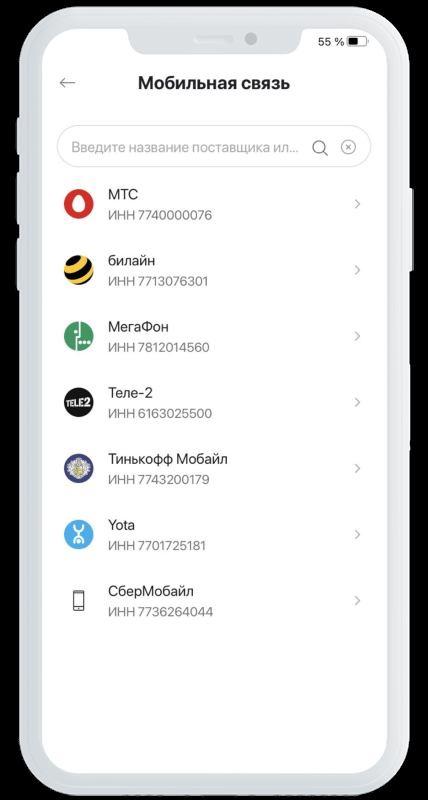 55 %
Мобильная связь
Введите название поставщика ил...
МТС
ИНН 7740000076
билайн
ИНН 7713076301
МегаФон
ИНН 7812014560
TELE2
Теле-2
ИНН 6163025500
Тинькофф Мобайл
ИНН 7743200179
Yota
ИНН 7701725181
СберМобайл
ИНН 7736264044